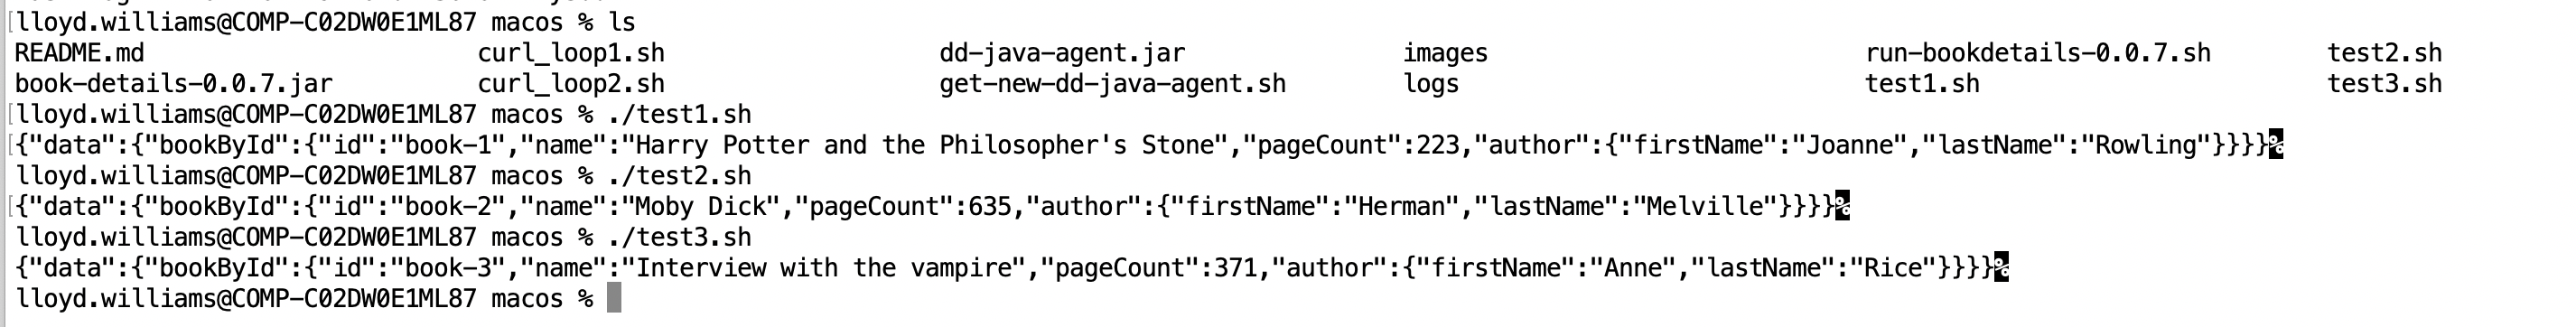 [lloyd.williams@COMP-C02DW0E1ML87 macos % ls
README.md curl_loop1.sh dd-java-agent.jar images run-bookdetails-0.0.7.sh test2.sh
book-details-0.0.7.jar curl_loop2.sh get-new-dd-java-agent.sh logs test1.sh test3.sh
[lloyd.williams@COMP-C02DW0E1ML87 macos % ./test1.sh
[{"data":{"bookById":{"id":"book-1","name":"Harry Potter and the Philosopher's Stone","pageCount":223,"author":{"firstName":"Joanne","lastName":"Rowling"}}}}%
lloyd.williams@COMP-C02DW0E1ML87 macos % ./test2.sh
[{"data":{"bookById":{"id":"book-2","name":"Moby Dick","pageCount":635,"author":{"firstName":"Herman","lastName":"Melville"}}}}%
lloyd.williams@COMP-C02DW0E1ML87 macos % ./test3.sh
{"data":{"bookById":{"id":"book-3","name":"Interview with the vampire","pageCount":371,"author":{"firstName":"Anne","lastName":"Rice"}}}}%
lloyd.williams@COMP-C02DW0E1ML87 macos %